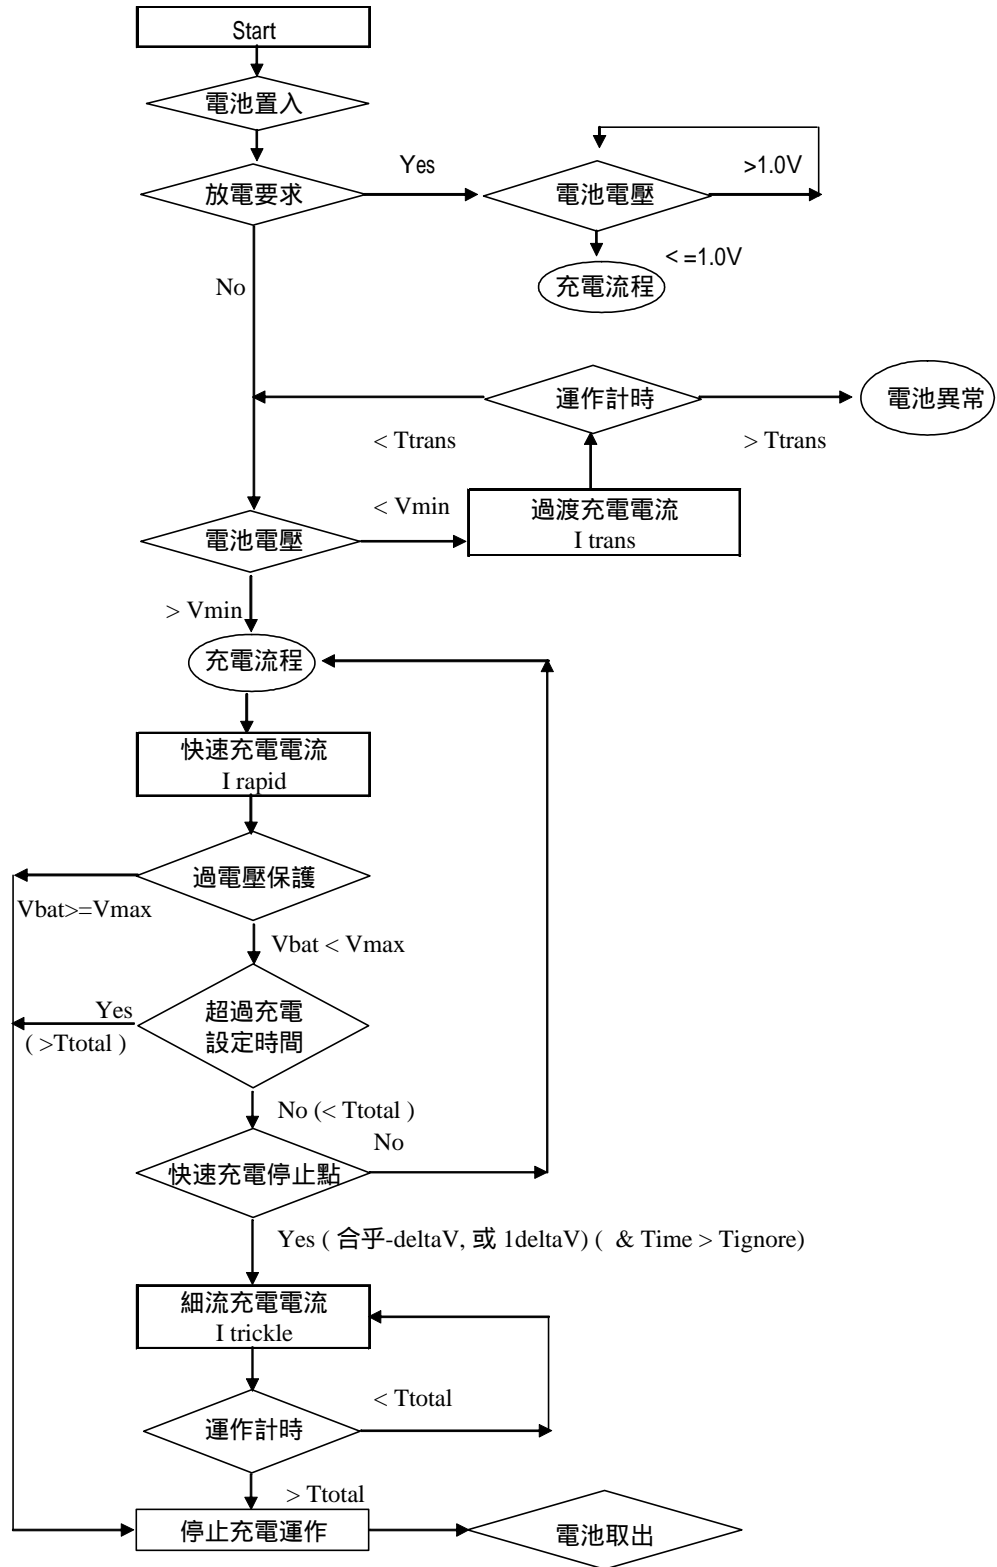 Start
電池置入
放電要求
Yes
電池電壓
>1.0V
< =1.0V
充電流程
No
運作計時
電池異常
< Ttrans
> Ttrans
< Vmin
過渡充電電流
I trans
電池電壓
> Vmin
充電流程
快速充電電流
I rapid
過電壓保護
Vbat>=Vmax
Vbat < Vmax
超過充電
設定時間
Yes
( >Ttotal )
No (< Ttotal )
No
快速充電停止點
Yes ( 合乎-deltaV, 或 1deltaV) ( & Time > Tignore)
細流充電電流
I trickle
< Ttotal
運作計時
> Ttotal
停止充電運作
電池取出